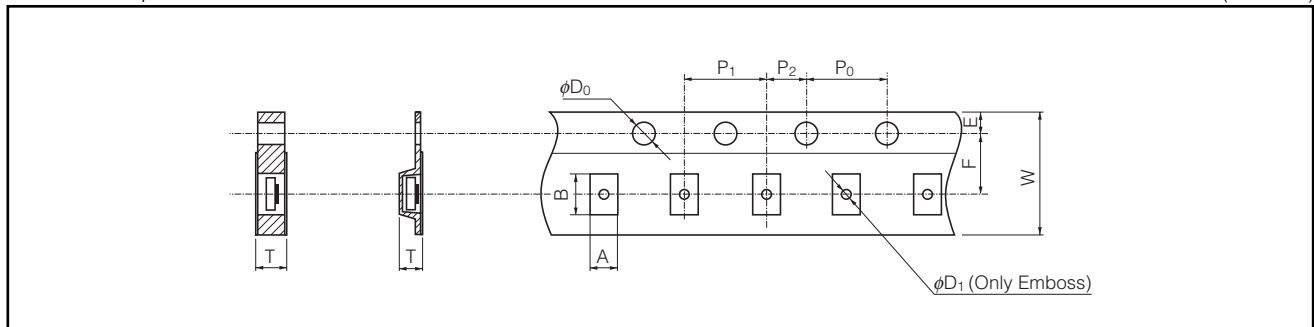 P₁
P₂
P₀
ϕD₀
E
F
W
B
A
T
T
ϕD₁ (Only Emboss)